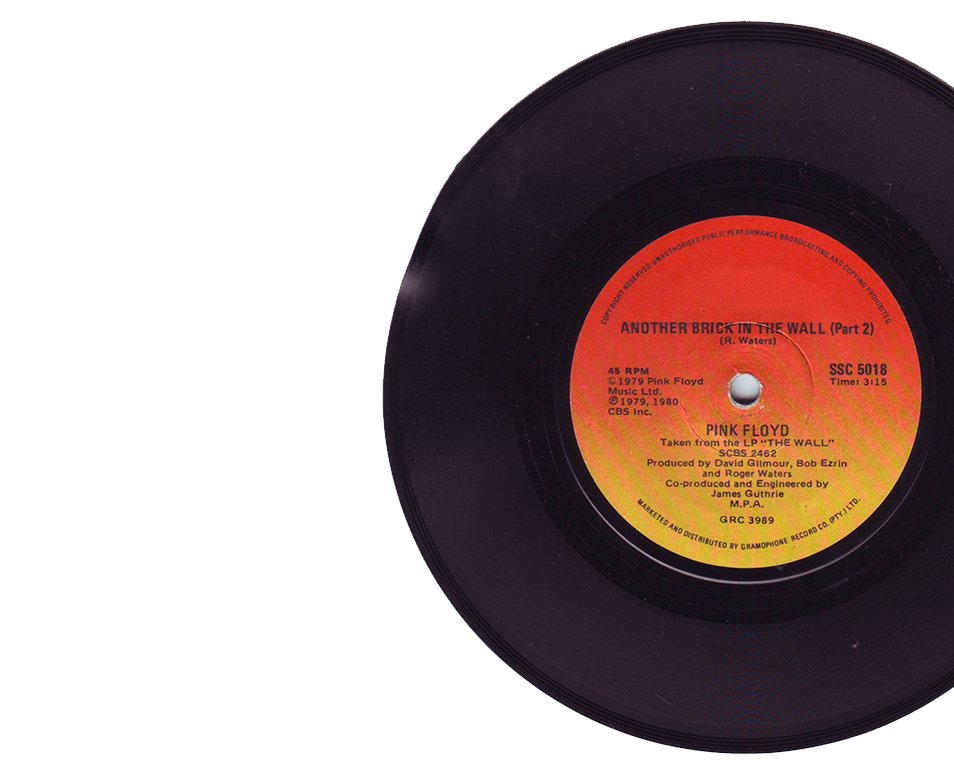 COPYRIGHT RESERVED UNAUTHORISED PUBLIC PERFORMANCE BROADCASTING AND COPYING PROHIBITED
ANOTHER BRICK IN THE WALL (Part 2)
(R. Waters)
45 RPM
©1979 Pink Floyd
Music Ltd.
℗1979, 1980
CBS Inc.
SSC 5018
Time: 3:15
PINK FLOYD
Taken from the LP "THE WALL"
SCBS 2462
Produced by David Gilmour, Bob Ezrin
and Roger Waters
Co-produced and Engineered by
James Guthrie
M.P.A.
GRC 3989
MARKETED AND DISTRIBUTED BY GRAMOPHONE RECORD CO. (PTY.) LTD.